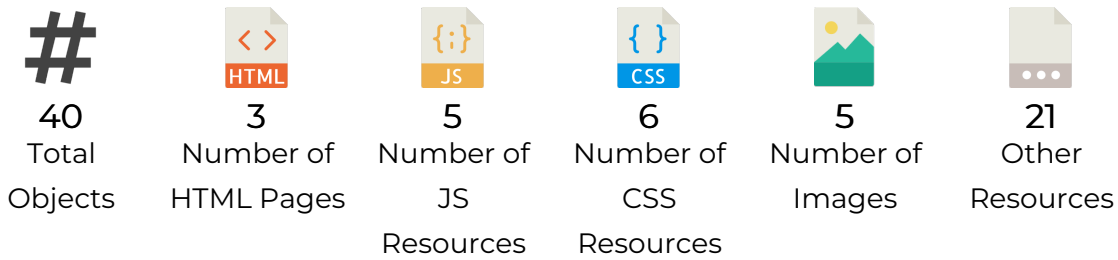 #
< >
HTML
{;}
JS
{ }
CSS
40
Total
Objects
3
Number of
HTML Pages
5
Number of
JS
Resources
6
Number of
CSS
Resources
5
Number of
Images
21
Other
Resources